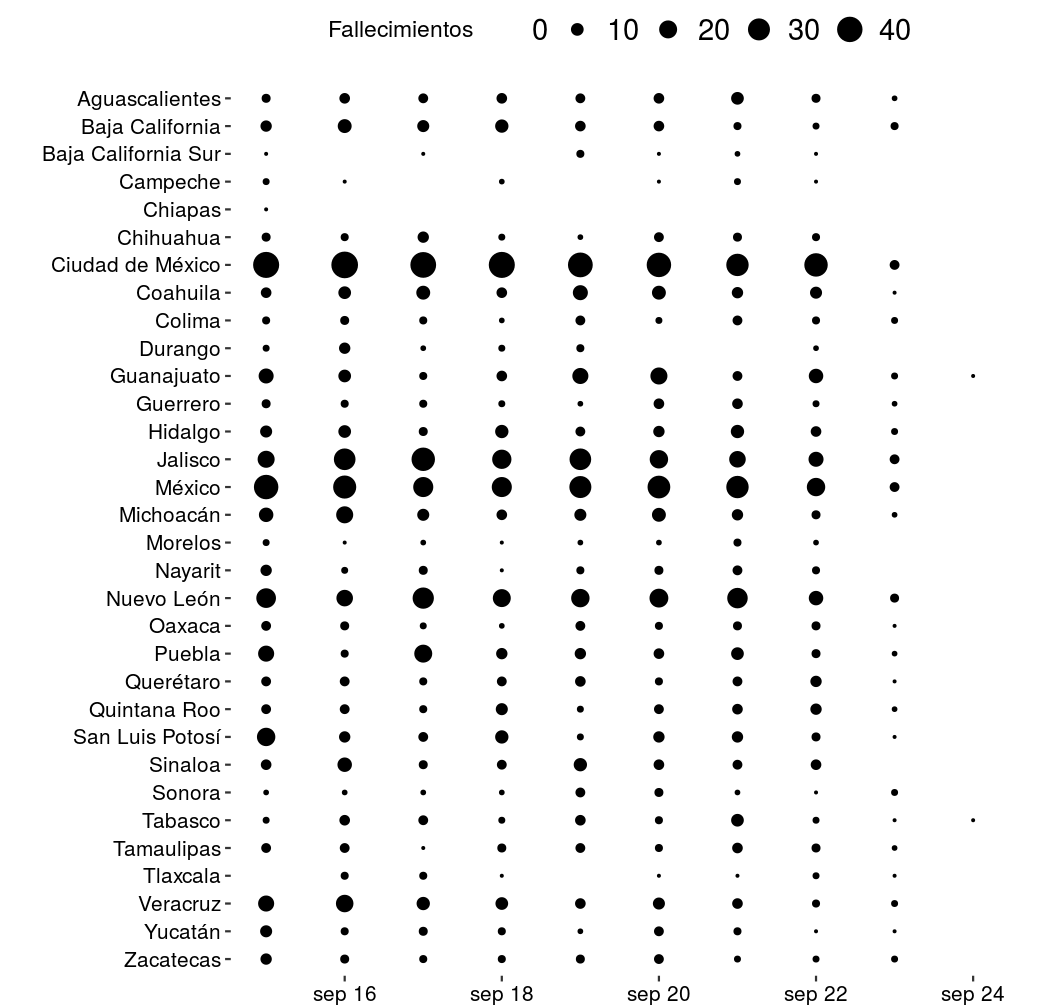 Fallecimientos 0 10 20 30 40
Aguascalientes
Baja California
Baja California Sur
Campeche
Chiapas
Chihuahua
Ciudad de México
Coahuila
Colima
Durango
Guanajuato
Guerrero
Hidalgo
Jalisco
México
Michoacán
Morelos
Nayarit
Nuevo León
Oaxaca
Puebla
Querétaro
Quintana Roo
San Luis Potosí
Sinaloa
Sonora
Tabasco
Tamaulipas
Tlaxcala
Veracruz
Yucatán
Zacatecas
sep 16 sep 18 sep 20 sep 22 sep 24